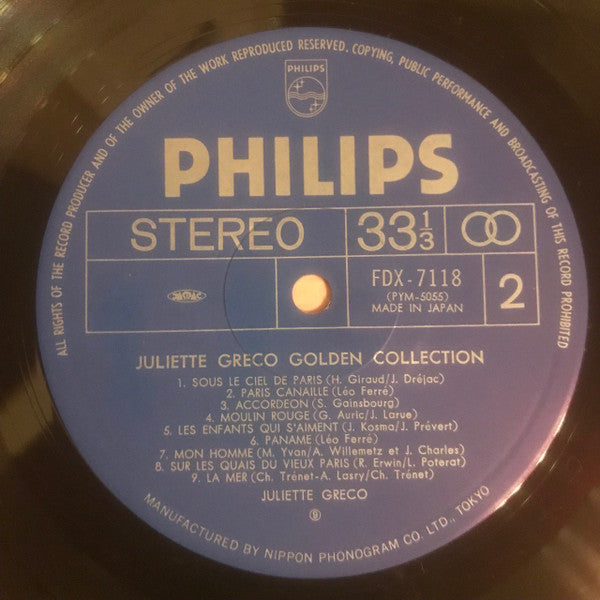 ALL RIGHTS OF THE RECORD PRODUCER AND OF THE OWNER OF THE WORK REPRODUCED RESERVED. COPYING, PUBLIC PERFORMANCE AND BROADCASTING OF THIS RECORD PROHIBITED
PHILIPS
PHILIPS
STEREO 33 1/3
FDX-7118
(PYM-5055)
MADE IN JAPAN
2
JULIETTE GRECO GOLDEN COLLECTION
1. SOUS LE CIEL DE PARIS (H. Giraud/J. Dréjac)
2. PARIS CANAILLE (Léo Ferré)
3. ACCORDEON (S. Gainsbourg)
4. MOULIN ROUGE (G. Auric/J. Larue)
5. LES ENFANTS QUI S'AIMENT (J. Kosma/J. Prévert)
6. PANAME (Léo Ferré)
7. MON HOMME (M. Yvan/A. Willemetz et J. Charles)
8. SUR LES QUAIS DU VIEUX PARIS (R. Erwin/L. Poterat)
9. LA MER (Ch. Trénet-A. Lasry/Ch. Trénet)
JULIETTE GRECO
MANUFACTURED BY NIPPON PHONOGRAM CO. LTD., TOKYO